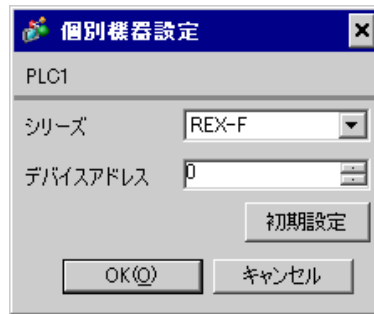 個別機器設定
PLC1
シリーズ REX-F
デバイスアドレス 0
初期設定
OK(O) キャンセル